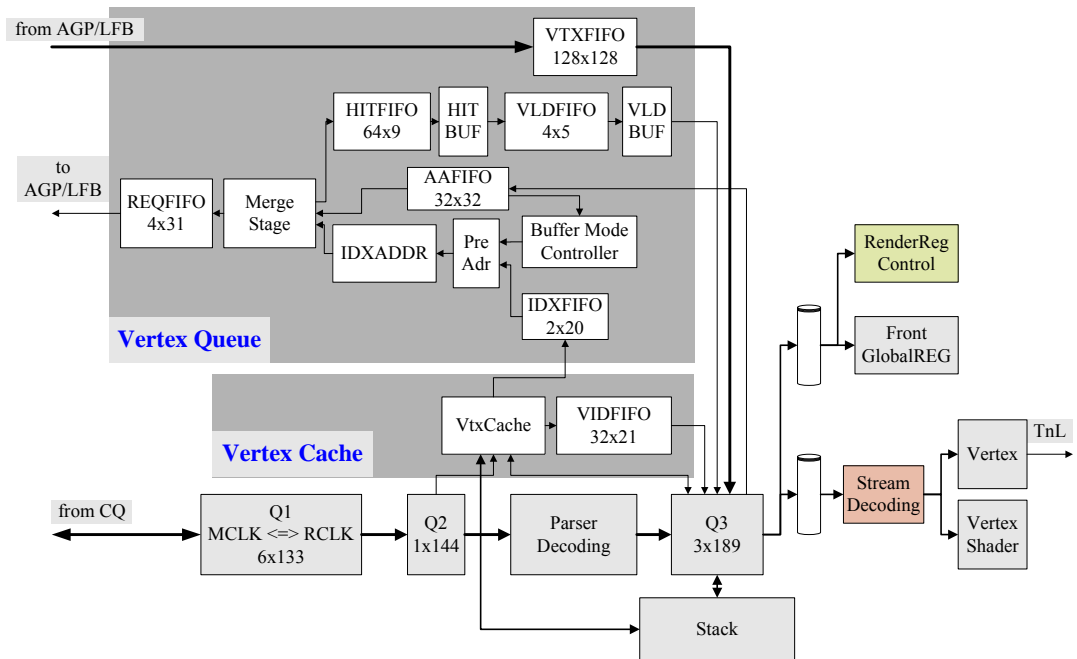 from AGP/LFB
VTXFIFO
128x128
HITFIFO
64x9
HIT
BUF
VLDFIFO
4x5
VLD
BUF
to
AGP/LFB
REQFIFO
4x31
Merge
Stage
AAFIFO
32x32
IDXADDR
Pre
Adr
Buffer Mode
Controller
IDXFIFO
2x20
Vertex Queue
RenderReg
Control
Front
GlobalREG
VtxCache
VIDFIFO
32x21
Vertex Cache
from CQ
Q1
MCLK <=> RCLK
6x133
Q2
1x144
Parser
Decoding
Q3
3x189
Stream
Decoding
Vertex
TnL
Vertex
Shader
Stack